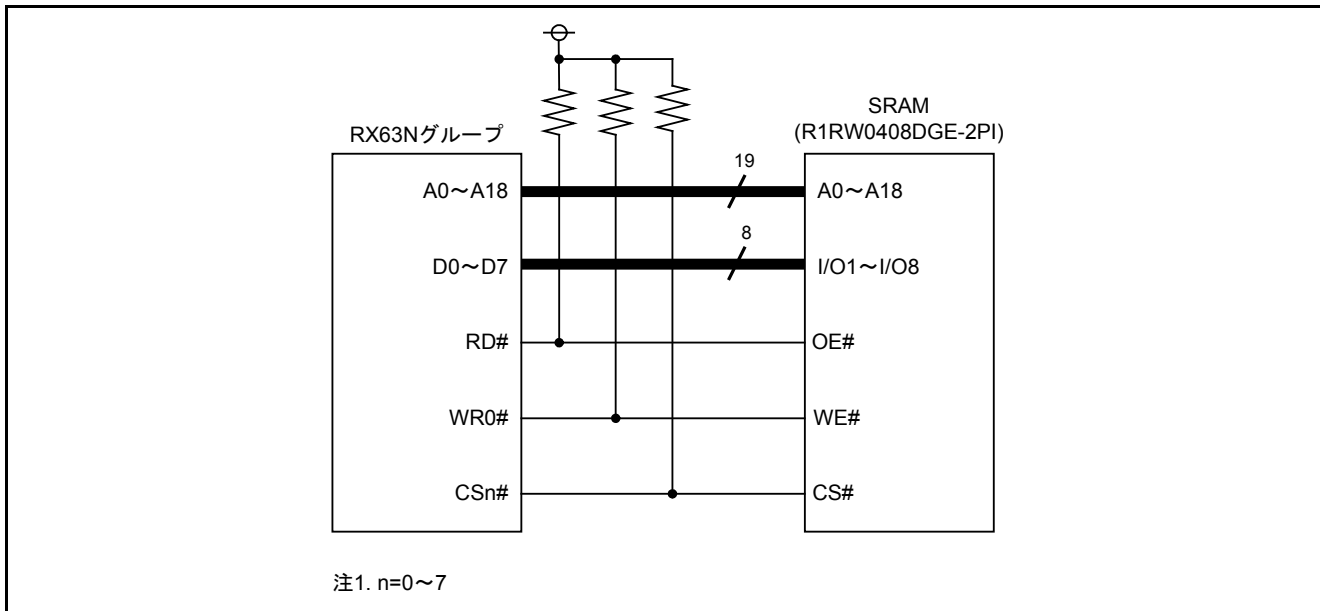 RX63Nグループ
SRAM
(R1RW0408DGE-2PI)
A0～A18
19
A0～A18
D0～D7
8
I/O1～I/O8
RD#
OE#
WR0#
WE#
CSn#
CS#
注1. n=0～7